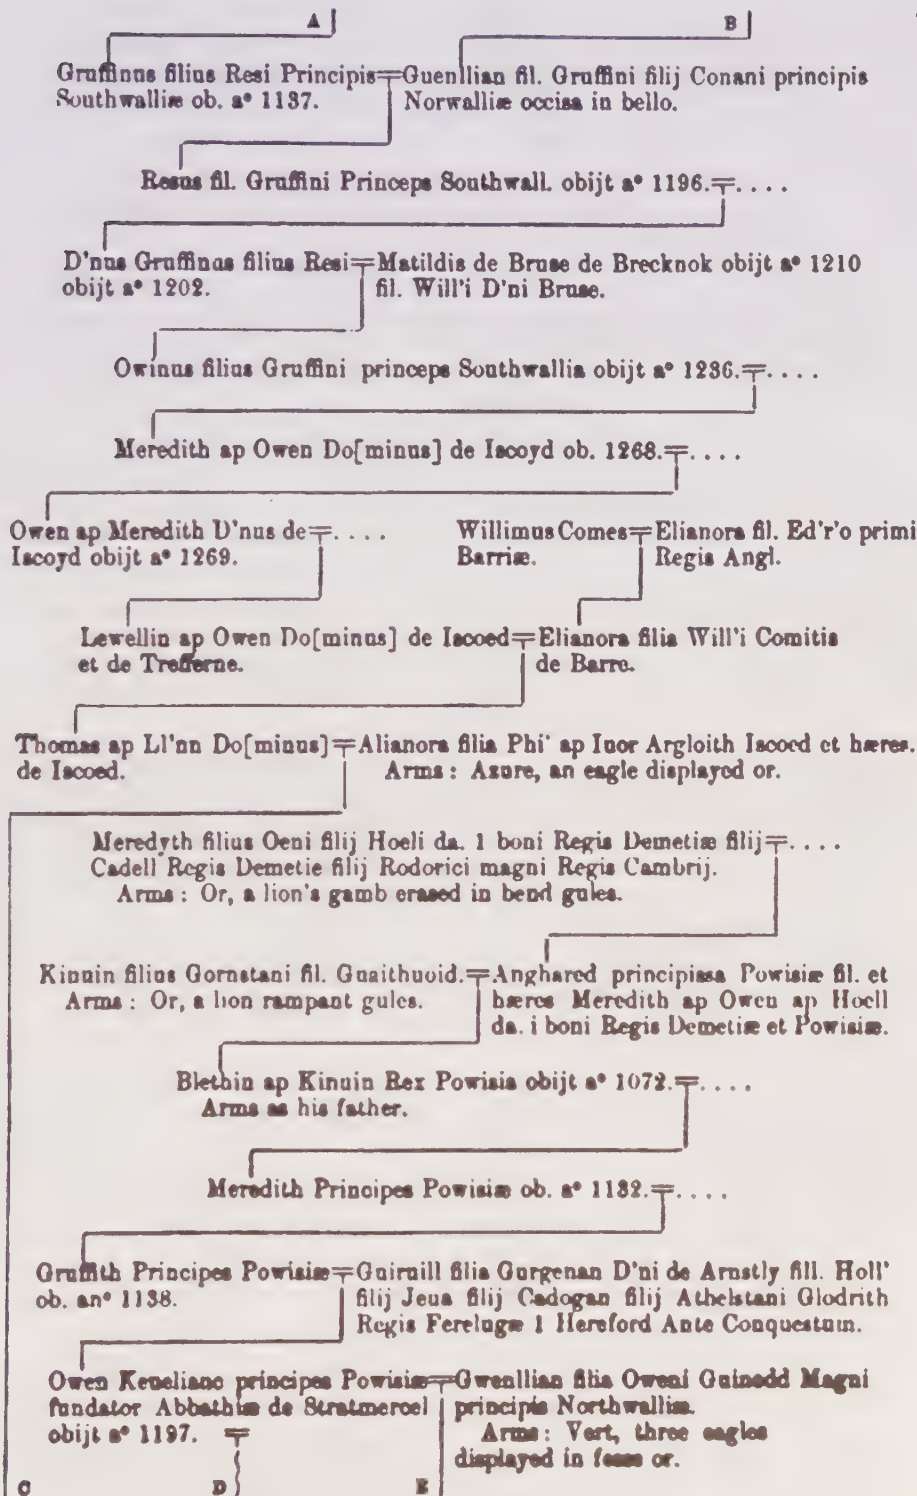 A B
Gruffinus filius Resi Principis Guenllian fil. Gruffini filij Conani principis
Southwalliæ ob. aº 1137. Norwalliæ occisa in bello.
Resus fil. Gruffini Princeps Southwall. obijt aº 1196. . . . .
D'nus Gruffinus filius Resi Matildis de Bruse de Brecknok obijt aº 1210
obijt aº 1202. fil. Will'i D'ni Bruse.
Owinus filius Gruffini princeps Southwallia obijt aº 1236. . . . .
Meredith ap Owen Do[minus] de Iscoyd ob. 1268. . . . .
Owen ap Meredith D'nus de . . . . Willimus Comes Elianora fil. Ed'r'o primi
Iscoyd obijt aº 1269. Barriæ. Regis Angl.
Lewellin ap Owen Do[minus] de Iscoed Elianora filia Will'i Comitis
et de Trefferne. de Barre.
Thomas ap Ll'nn Do[minus] Alianora filia Phi' ap Inor Argloith Iscoed et hæres.
de Iscoed. Arms : Azure, an eagle displayed or.
Meredyth filius Oeni filij Hoeli da. 1 boni Regis Demetiæ filij . . . .
Cadell Regis Demetie filij Rodorici magni Regis Cambrij.
Arms : Or, a lion's gamb erased in bend gules.
Kinuin filius Gornstani fil. Guaithuoid. Anghared principissa Powisiæ fil. et
Arms : Or, a lion rampant gules. hæres Meredith ap Owen ap Hoell
da. i boni Regis Demetiæ et Powisiæ.
Blethin ap Kinuin Rex Powisia obijt aº 1072. . . . .
Arms as his father.
Meredith Principes Powisiæ ob. aº 1132. . . . .
Gruffith Principes Powisiæ Guiruill filia Gurgenan D'ni de Arnstly fill. Holl'
ob. anº 1138. filij Jeua filij Cadogan filij Athelstani Glodrith
Regis Ferelugæ 1 Hereford Ante Conquestum.
Owen Keueliano principes Powisiæ Gwenllian filia Oweni Guinedd Magni
fundator Abbathiæ de Stratmercel principis Northwalliæ.
obijt aº 1197. Arms : Vert, three eagles
displayed in fesse or.
C D E